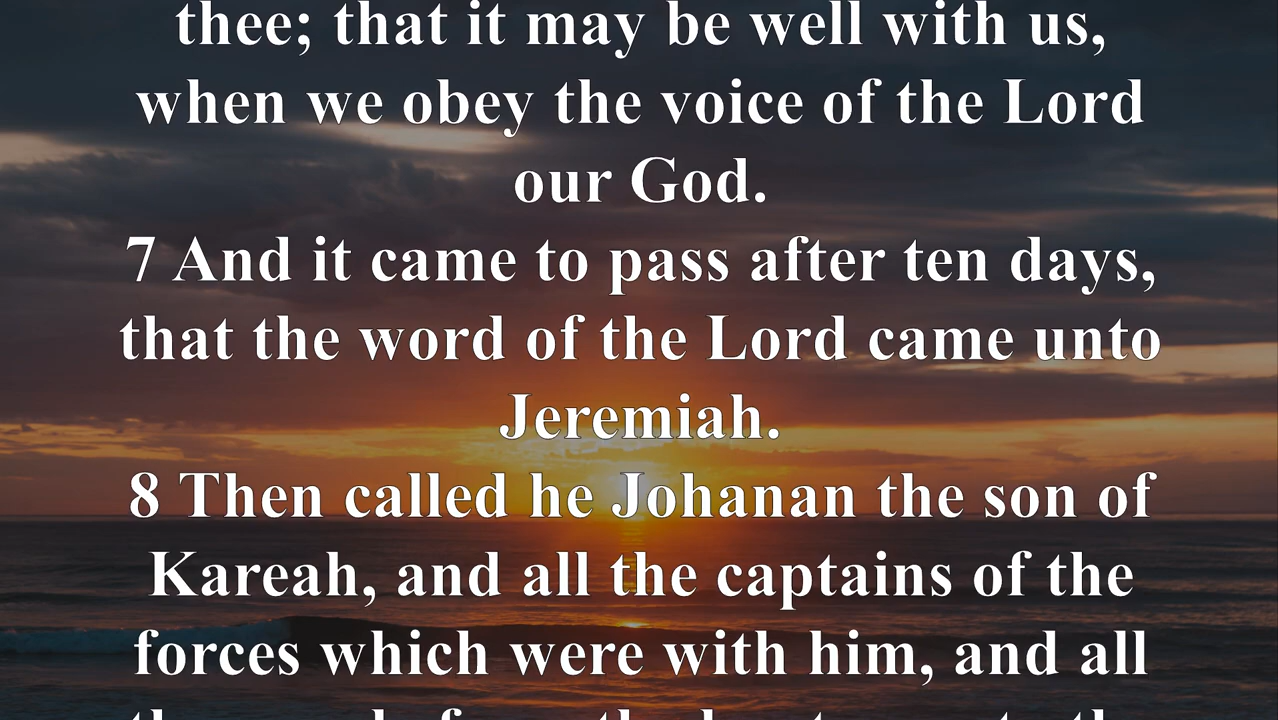 thee; that it may be well with us,
when we obey the voice of the Lord
our God.
7 And it came to pass after ten days,
that the word of the Lord came unto
Jeremiah.
8 Then called he Johanan the son of
Kareah, and all the captains of the
forces which were with him, and all